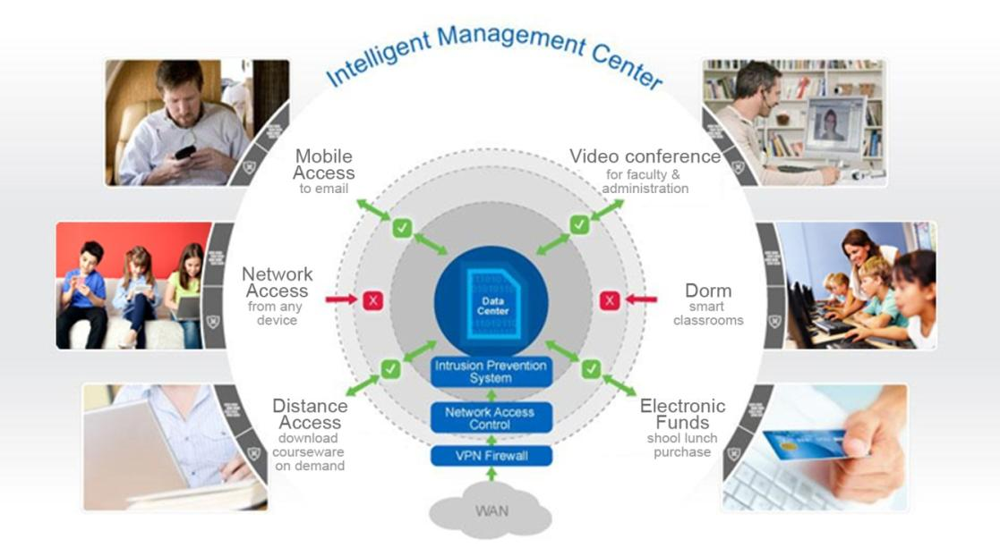 Intelligent Management Center
Mobile
Access
to email
Video conference
for faculty &
administration
Network
Access
from any
device
Data
Center
Dorm
smart
classrooms
Intrusion Prevention
System
Distance
Access
download
courseware
on demand
Network Access
Control
Electronic
Funds
shool lunch
purchase
VPN Firewall
WAN